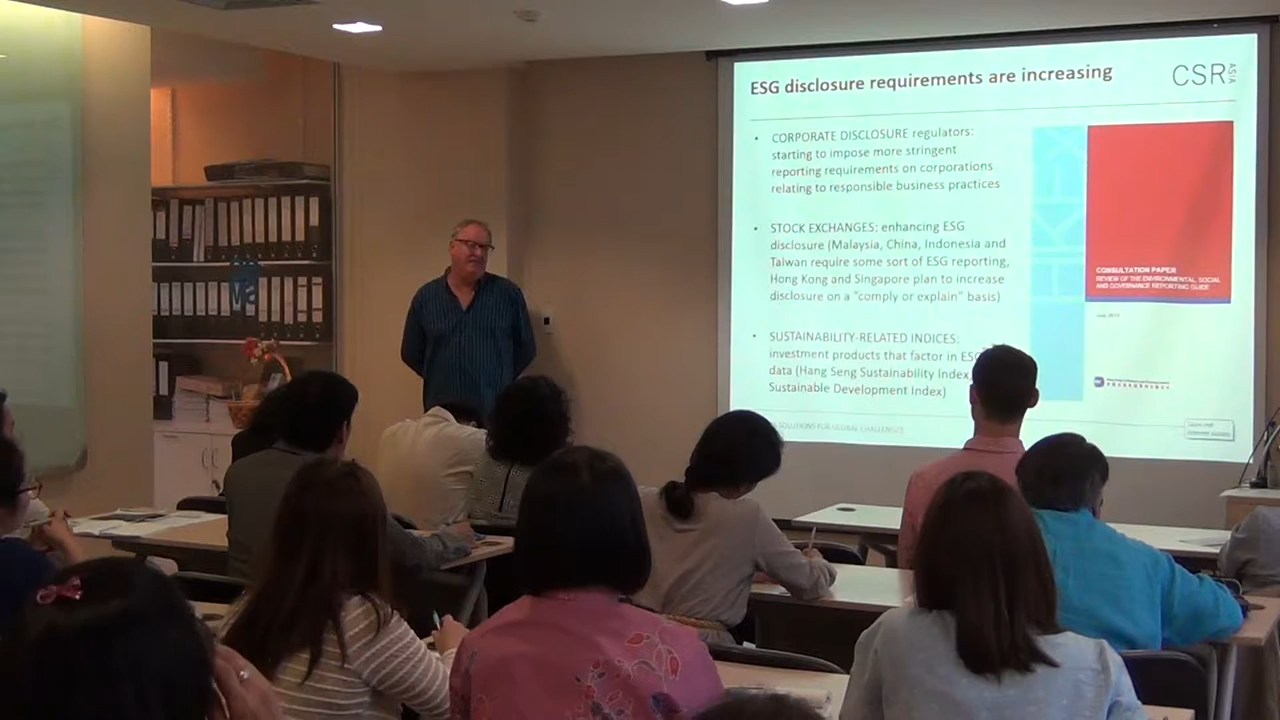 ESG disclosure requirements are increasing
CSR ASIA
• CORPORATE DISCLOSURE regulators:
starting to impose more stringent
reporting requirements on corporations
relating to responsible business practices
• STOCK EXCHANGES: enhancing ESG
disclosure (Malaysia, China, Indonesia and
Taiwan require some sort of ESG reporting,
Hong Kong and Singapore plan to increase
disclosure on a "comply or explain" basis)
• SUSTAINABILITY-RELATED INDICES:
investment products that factor in ESG
data (Hang Seng Sustainability Index
Sustainable Development Index)
SOLUTIONS FOR GLOBAL CHALLENGES
HKEX
CONSULTATION PAPER
REVIEW OF THE ENVIRONMENTAL, SOCIAL
AND GOVERNANCE REPORTING GUIDE